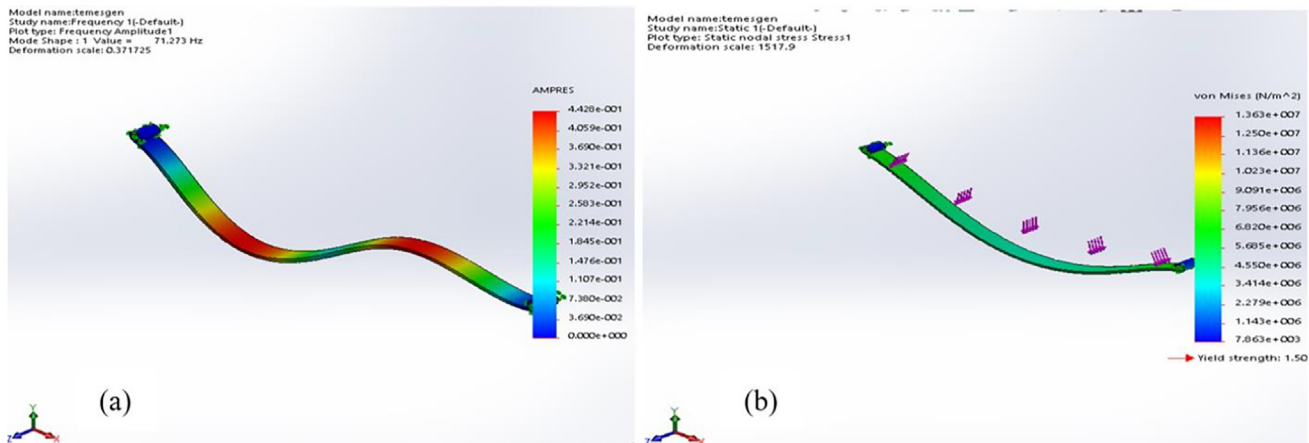 Model name:temesgen
Study name:Frequency 1(-Default-)
Plot type: Frequency Amplitude1
Mode Shape : 1 Value = 71.273 Hz
Deformation scale: 0.371725
AMPRES
4.428e-001
4.059e-001
3.690e-001
3.321e-001
2.952e-001
2.583e-001
2.214e-001
1.845e-001
1.476e-001
1.107e-001
7.380e-002
3.690e-002
0.000e+000
Y
Z
X
(a)
Model name:temesgen
Study name:Static 1(-Default-)
Plot type: Static nodal stress Stress1
Deformation scale: 1517.9
von Mises (N/m^2)
1.363e+007
1.250e+007
1.136e+007
1.023e+007
9.091e+006
7.956e+006
6.820e+006
5.685e+006
4.550e+006
3.414e+006
2.279e+006
1.143e+006
7.863e+003
Yield strength: 1.50
Y
Z
X
(b)